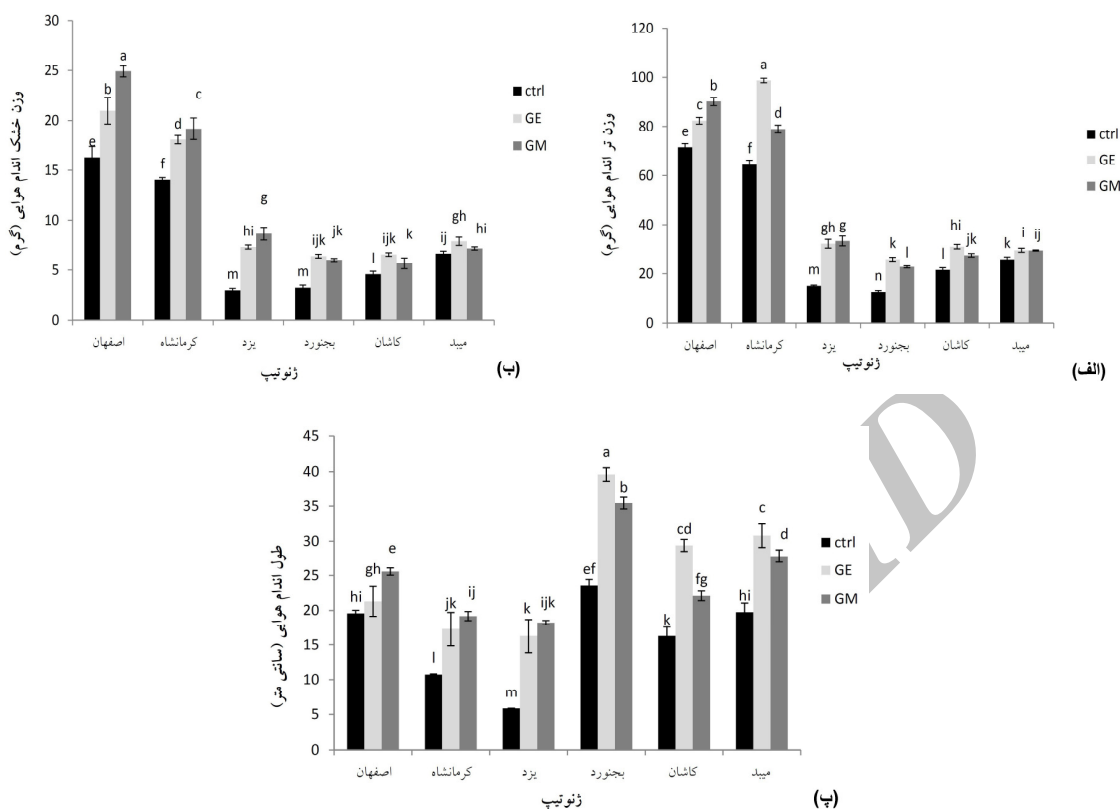 وزن تر اندام هوایی (گرم)
120
100
80
60
40
20
0
e c b
f a d
m gh g
n k l
l hi jk
k i ij
اصفهان کرمانشاه یزد بجنورد کاشان میبد
ژنوتیپ
ctrl
GE
GM
(الف)
وزن خشک اندام هوایی (گرم)
30
25
20
15
10
5
0
e b a
f d c
m hi g
m ijk jk
l ijk k
ij gh hi
اصفهان کرمانشاه یزد بجنورد کاشان میبد
ژنوتیپ
ctrl
GE
GM
(ب)
طول اندام هوایی (سانتی متر)
45
40
35
30
25
20
15
10
5
0
hi gh e
l jk ij
m k ijk
ef a b
k cd fg
hi c d
اصفهان کرمانشاه یزد بجنورد کاشان میبد
ژنوتیپ
ctrl
GE
GM
(پ)